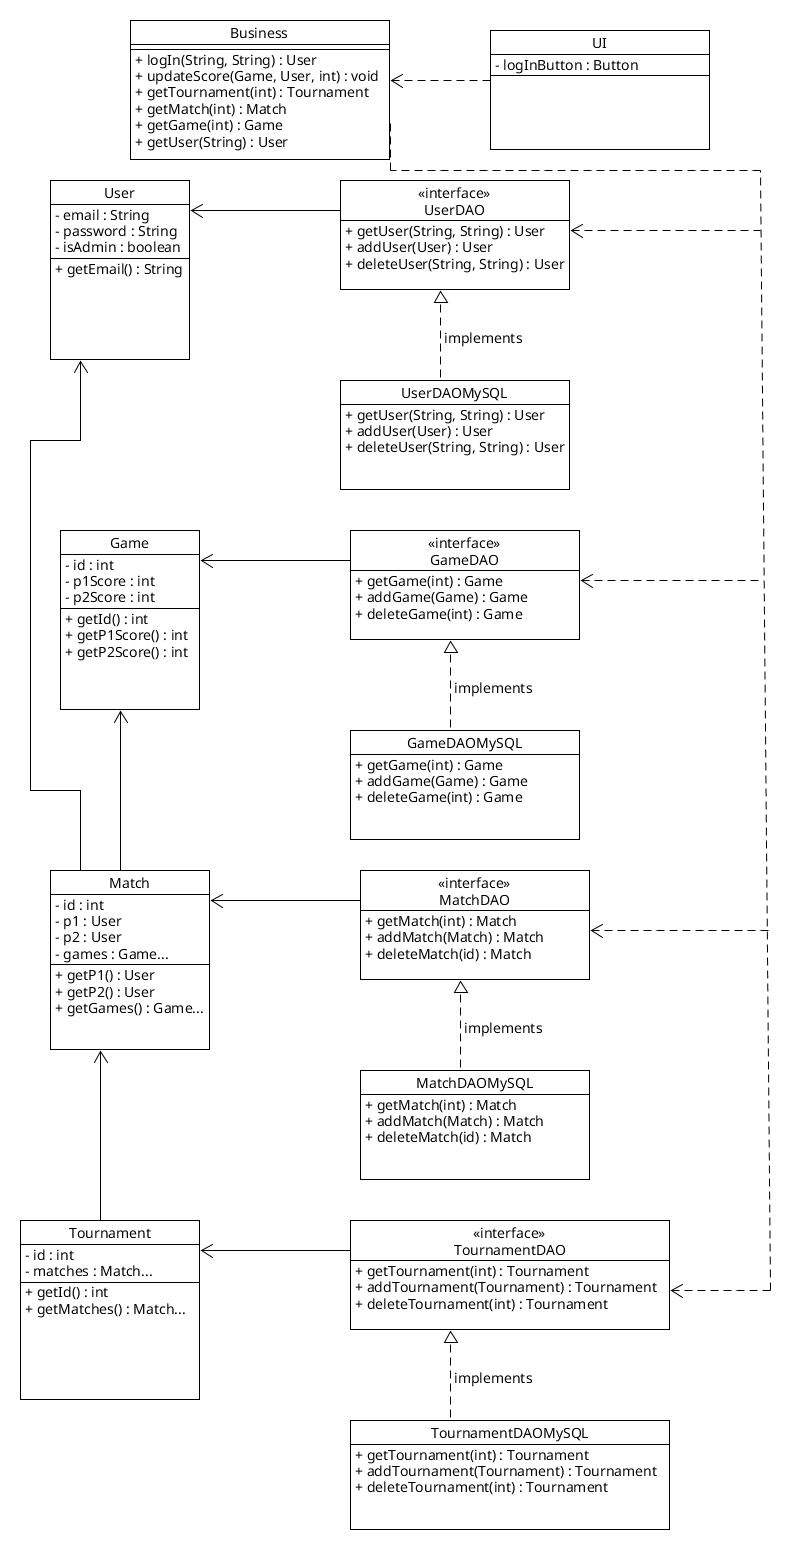 Business
+ logIn(String, String) : User
+ updateScore(Game, User, int) : void
+ getTournament(int) : Tournament
+ getMatch(int) : Match
+ getGame(int) : Game
+ getUser(String) : User
UI
- logInButton : Button
User
- email : String
- password : String
- isAdmin : boolean
+ getEmail() : String
«interface»
UserDAO
+ getUser(String, String) : User
+ addUser(User) : User
+ deleteUser(String, String) : User
implements
UserDAOMySQL
+ getUser(String, String) : User
+ addUser(User) : User
+ deleteUser(String, String) : User
Game
- id : int
- p1Score : int
- p2Score : int
+ getId() : int
+ getP1Score() : int
+ getP2Score() : int
«interface»
GameDAO
+ getGame(int) : Game
+ addGame(Game) : Game
+ deleteGame(int) : Game
implements
GameDAOMySQL
+ getGame(int) : Game
+ addGame(Game) : Game
+ deleteGame(int) : Game
Match
- id : int
- p1 : User
- p2 : User
- games : Game...
+ getP1() : User
+ getP2() : User
+ getGames() : Game...
«interface»
MatchDAO
+ getMatch(int) : Match
+ addMatch(Match) : Match
+ deleteMatch(id) : Match
implements
MatchDAOMySQL
+ getMatch(int) : Match
+ addMatch(Match) : Match
+ deleteMatch(id) : Match
Tournament
- id : int
- matches : Match...
+ getId() : int
+ getMatches() : Match...
«interface»
TournamentDAO
+ getTournament(int) : Tournament
+ addTournament(Tournament) : Tournament
+ deleteTournament(int) : Tournament
implements
TournamentDAOMySQL
+ getTournament(int) : Tournament
+ addTournament(Tournament) : Tournament
+ deleteTournament(int) : Tournament